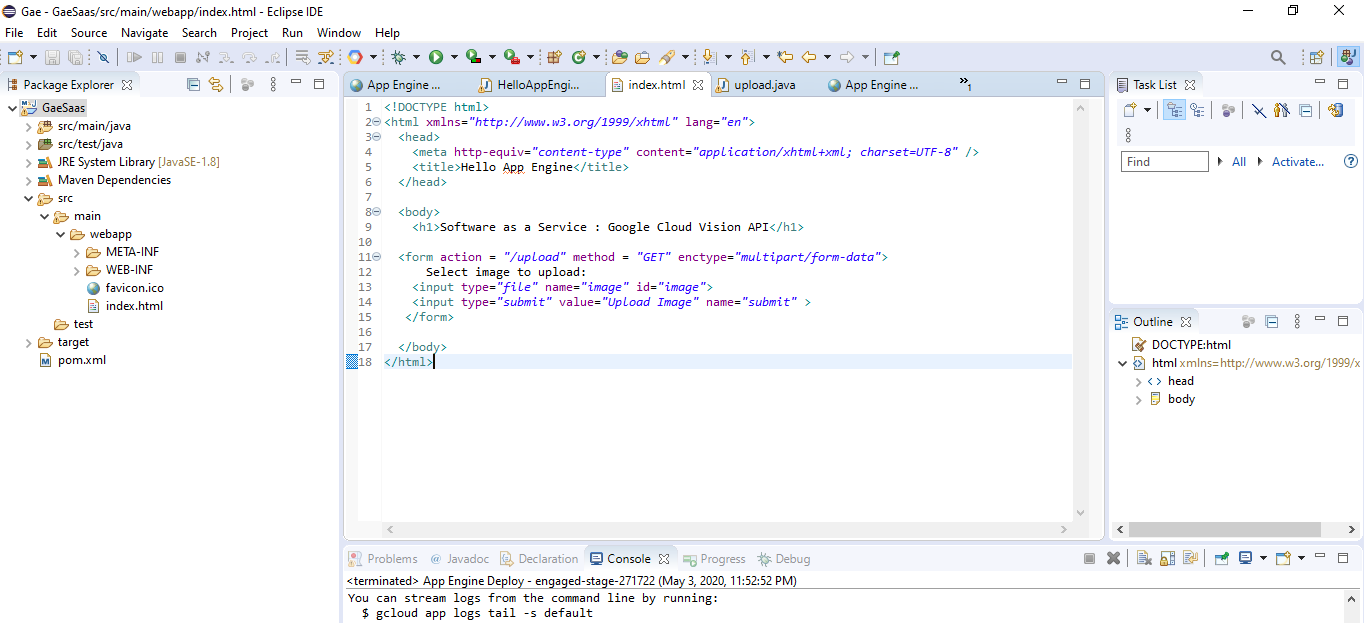 Gae - GaeSaas/src/main/webapp/index.html - Eclipse IDE
File Edit Source Navigate Search Project Run Window Help
Package Explorer
GaeSaas
src/main/java
src/test/java
JRE System Library [JavaSE-1.8]
Maven Dependencies
src
main
webapp
META-INF
WEB-INF
favicon.ico
index.html
test
target
pom.xml
App Engine ... HelloAppEngi... index.html upload.java App Engine ... »1
1 <!DOCTYPE html>
2 <html xmlns="http://www.w3.org/1999/xhtml" lang="en">
3 <head>
4 <meta http-equiv="content-type" content="application/xhtml+xml; charset=UTF-8" />
5 <title>Hello App Engine</title>
6 </head>
7
8 <body>
9 <h1>Software as a Service : Google Cloud Vision API</h1>
10
11 <form action = "/upload" method = "GET" enctype="multipart/form-data">
12 Select image to upload:
13 <input type="file" name="image" id="image">
14 <input type="submit" value="Upload Image" name="submit" >
15 </form>
16
17 </body>
18 </html>
Task List
Find All Activate...
Outline
DOCTYPE:html
html xmlns=http://www.w3.org/1999/x
head
body
Problems @ Javadoc Declaration Console Progress Debug
<terminated> App Engine Deploy - engaged-stage-271722 (May 3, 2020, 11:52:52 PM)
You can stream logs from the command line by running:
$ gcloud app logs tail -s default